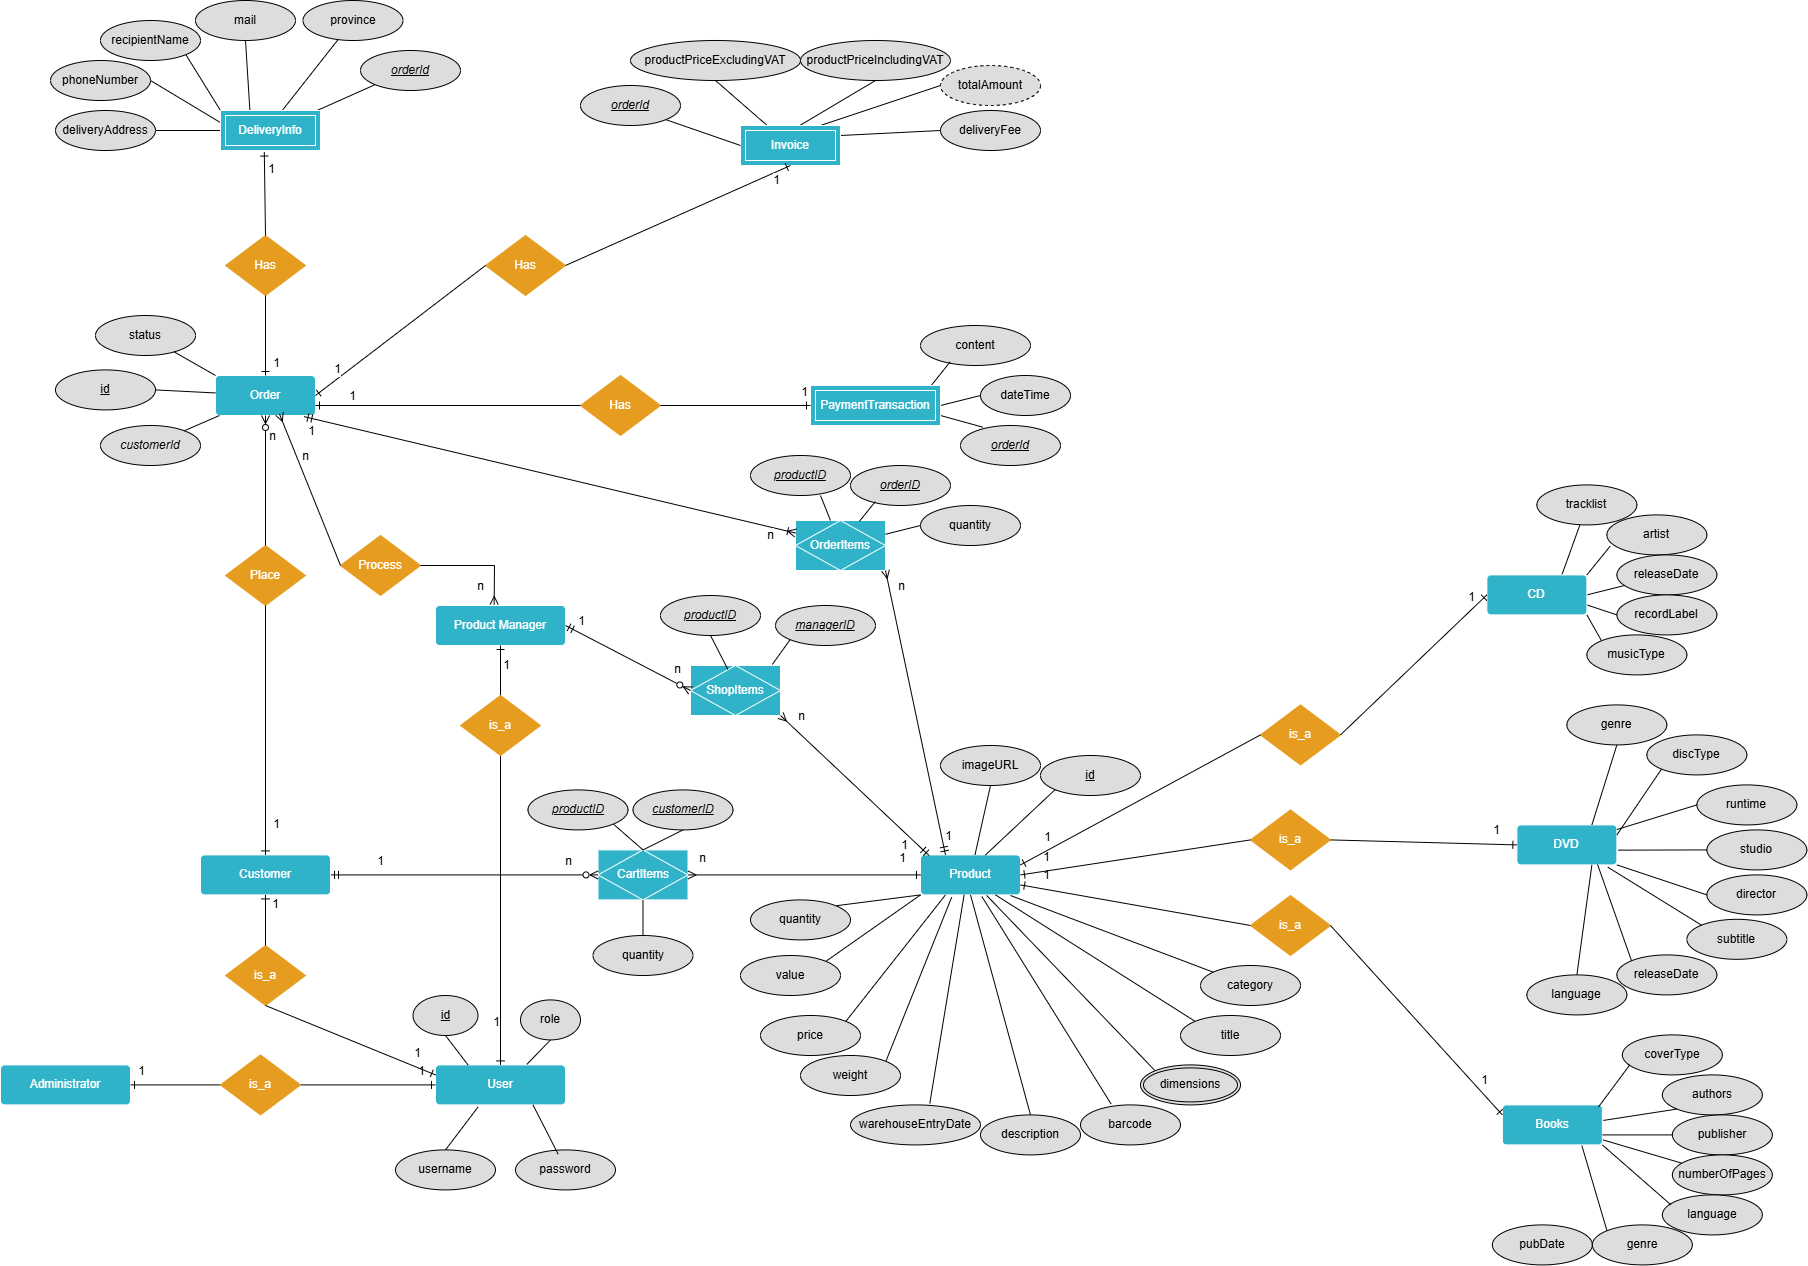 mail
province
recipientName
phoneNumber
orderId
deliveryAddress
DeliveryInfo
1
productPriceExcludingVAT
productPriceIncludingVAT
totalAmount
orderId
deliveryFee
Invoice
1
Has
Has
status
id
customerId
Order
1
1
1
n
n
1
Has
1
PaymentTransaction
content
dateTime
orderId
productID
orderID
quantity
n
OrderItems
n
Place
Process
n
Product Manager
1
1
productID
managerID
n
ShopItems
n
is_a
tracklist
artist
releaseDate
recordLabel
musicType
CD
1
is_a
genre
discType
runtime
studio
director
subtitle
releaseDate
language
DVD
1
is_a
imageURL
id
1
1
1
1
1
1
Product
productID
customerID
n
CartItems
n
quantity
1
Customer
1
1
is_a
quantity
value
price
weight
warehouseEntryDate
description
barcode
dimensions
title
category
is_a
1
coverType
authors
publisher
numberOfPages
language
genre
pubDate
Books
id
role
1
1
1
User
username
password
Administrator
1
is_a